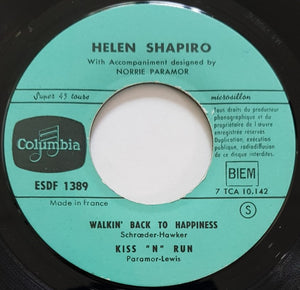 HELEN SHAPIRO
With Accompaniment designed by
NORRIE PARAMOR
Super 45 tours
microsillon
Tous droits du producteur
phonographique et du
propriétaire de l'œuvre
enregistrée réservés
Duplication, exécution
publique, radiodiffusion
de ce disque interdites
Columbia
ESDF 1389
BIEM
7 TCA 10.142
Made in France
S
WALKIN' BACK TO HAPPINESS
Schrœder-Hawker
KISS "N" RUN
Paramor-Lewis